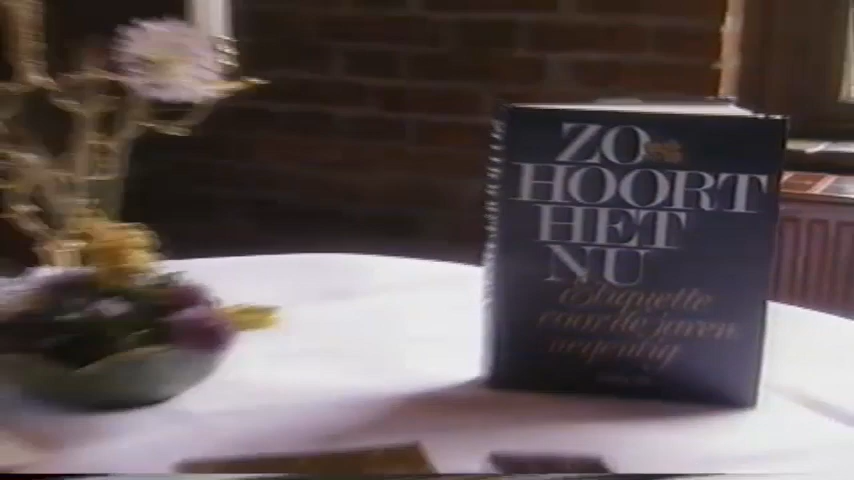 ZO
HOORT
HET
NU
Etiquette
voor de jaren
negentig